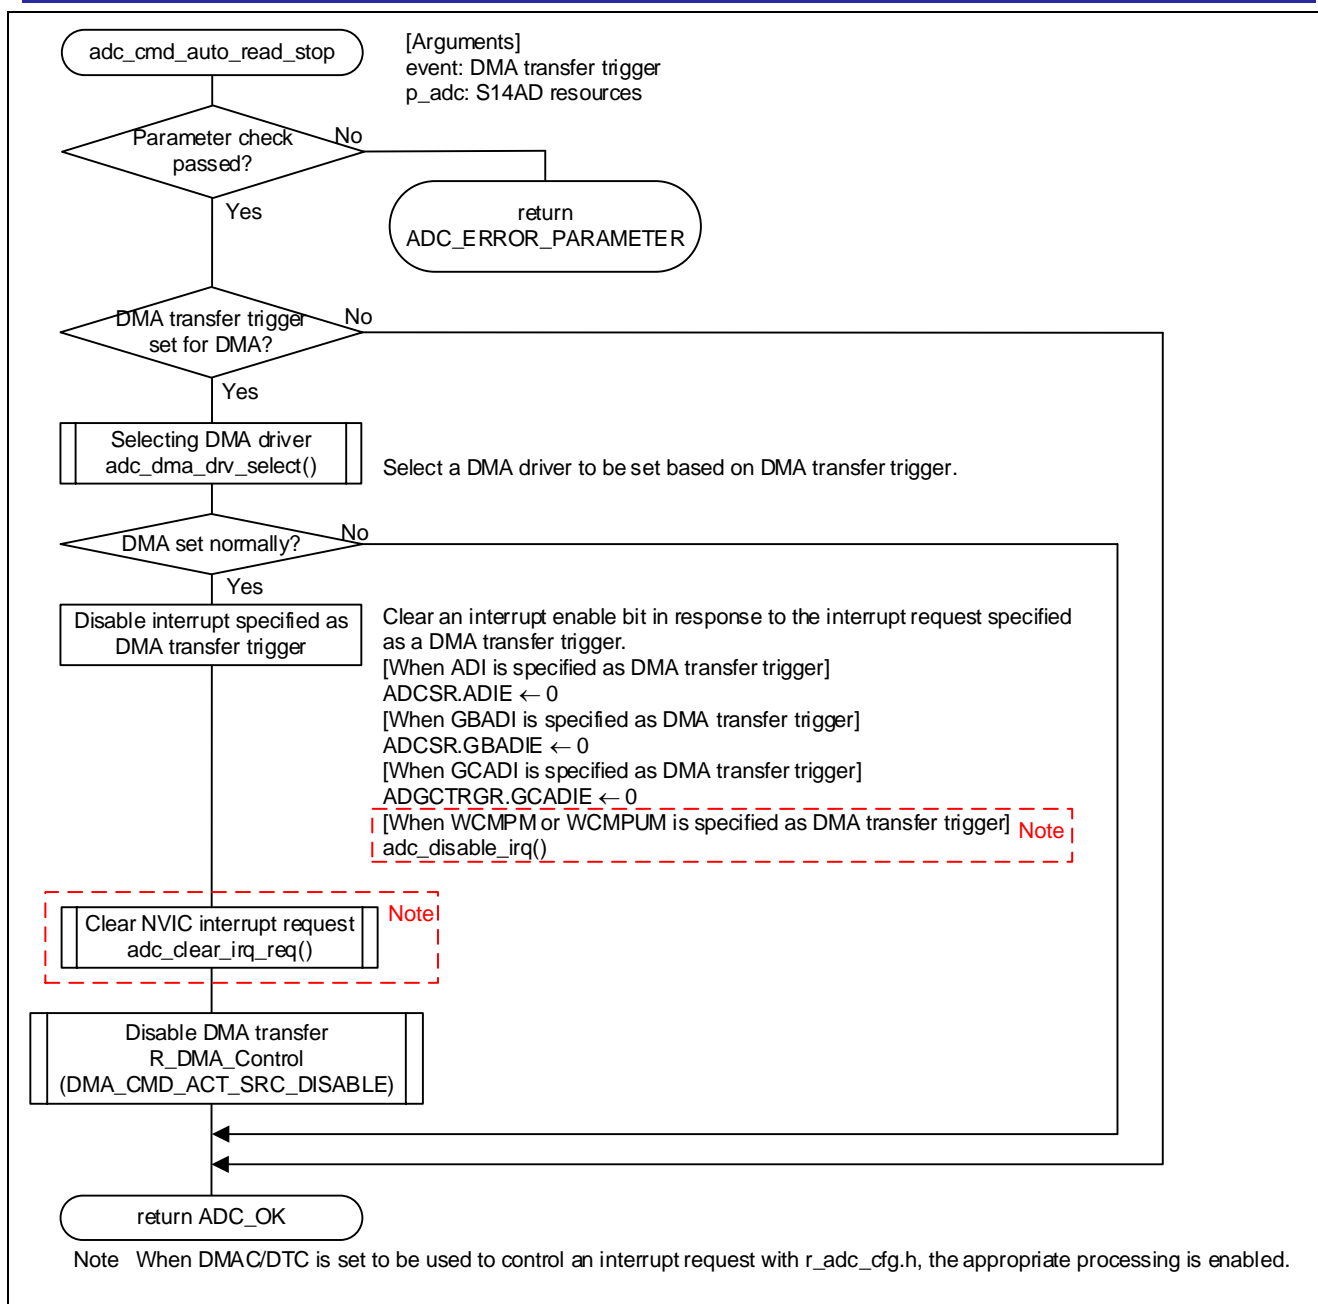 adc_cmd_auto_read_stop
[Arguments]
event: DMA transfer trigger
p_adc: S14AD resources
Parameter check
passed?
No
Yes
return
ADC_ERROR_PARAMETER
DMA transfer trigger
set for DMA?
No
Yes
Selecting DMA driver
adc_dma_drv_select()
Select a DMA driver to be set based on DMA transfer trigger.
DMA set normally?
No
Yes
Disable interrupt specified as
DMA transfer trigger
Clear an interrupt enable bit in response to the interrupt request specified
as a DMA transfer trigger.
[When ADI is specified as DMA transfer trigger]
ADCSR.ADIE ← 0
[When GBADI is specified as DMA transfer trigger]
ADCSR.GBADIE ← 0
[When GCADI is specified as DMA transfer trigger]
ADGCTRGR.GCADIE ← 0
[When WCMPM or WCMPUM is specified as DMA transfer trigger] Note
adc_disable_irq()
Clear NVIC interrupt request
adc_clear_irq_req()
Note
Disable DMA transfer
R_DMA_Control
(DMA_CMD_ACT_SRC_DISABLE)
return ADC_OK
Note When DMAC/DTC is set to be used to control an interrupt request with r_adc_cfg.h, the appropriate processing is enabled.